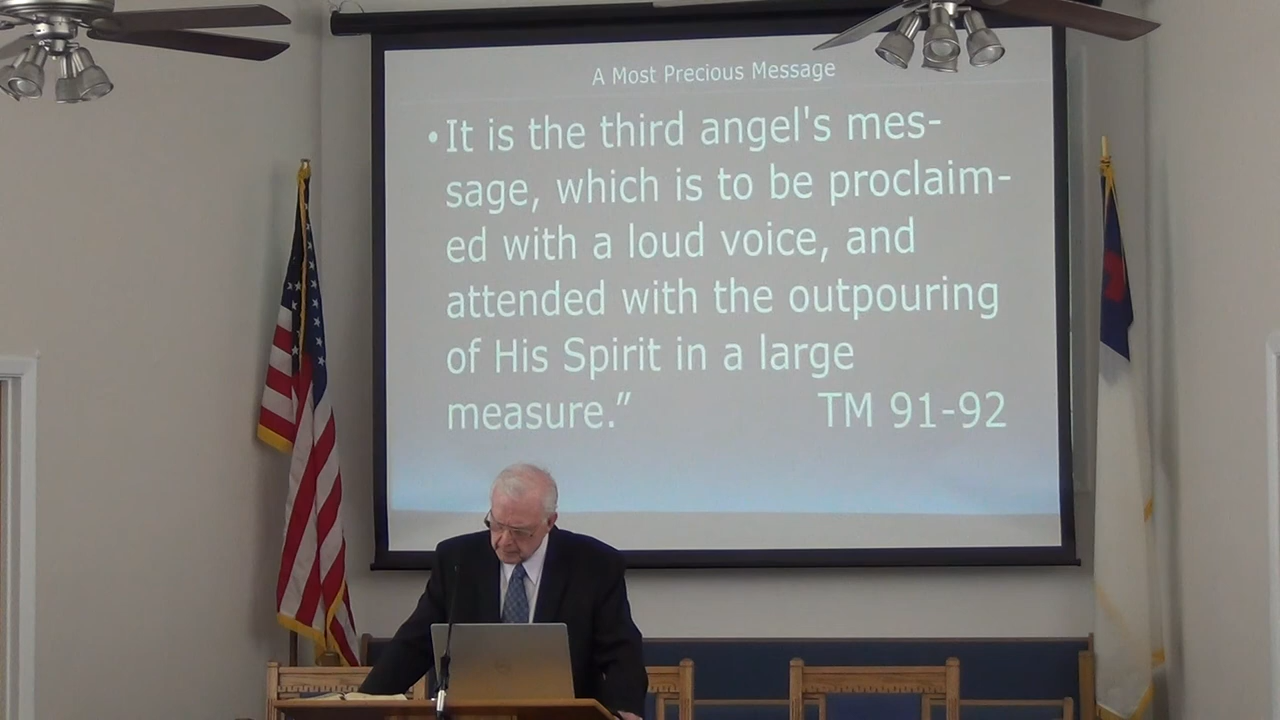 A Most Precious Message
•It is the third angel's mes-
sage, which is to be proclaim-
ed with a loud voice, and
attended with the outpouring
of His Spirit in a large
measure.” TM 91-92